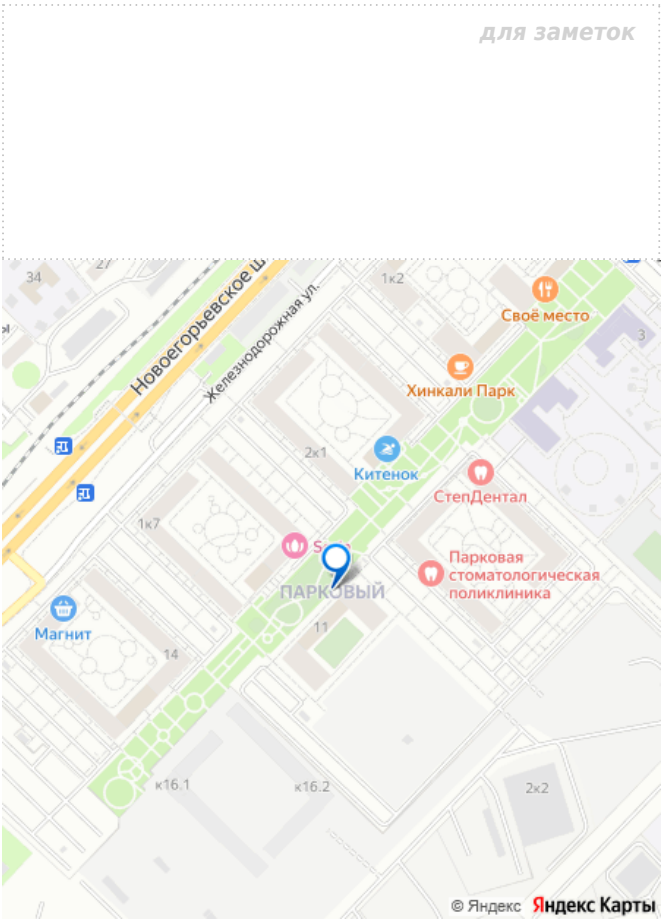 для заметок
34
27
Новоегорьевское ш
Железнодорожная ул.
1к2
Своё место
3
Хинкали Парк
2к1
Китенок
СтепДентал
1к7
ПАРКОВЫЙ
Парковая
стоматологическая
поликлиника
Магнит
11
14
к16.1
к16.2
2к2
© Яндекс Яндекс Карты